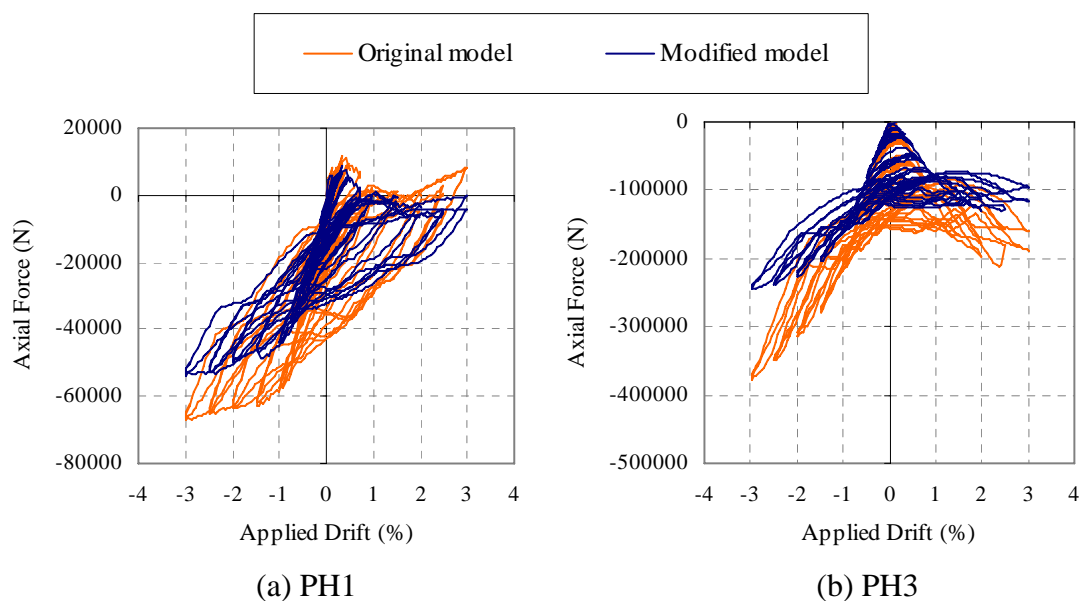 Original model Modified model
20000
0
-20000
-40000
-60000
-80000
-4 -3 -2 -1 0 1 2 3 4
Axial Force (N)
Applied Drift (%)
(a) PH1
0
-100000
-200000
-300000
-400000
-500000
-4 -3 -2 -1 0 1 2 3 4
Axial Force (N)
Applied Drift (%)
(b) PH3